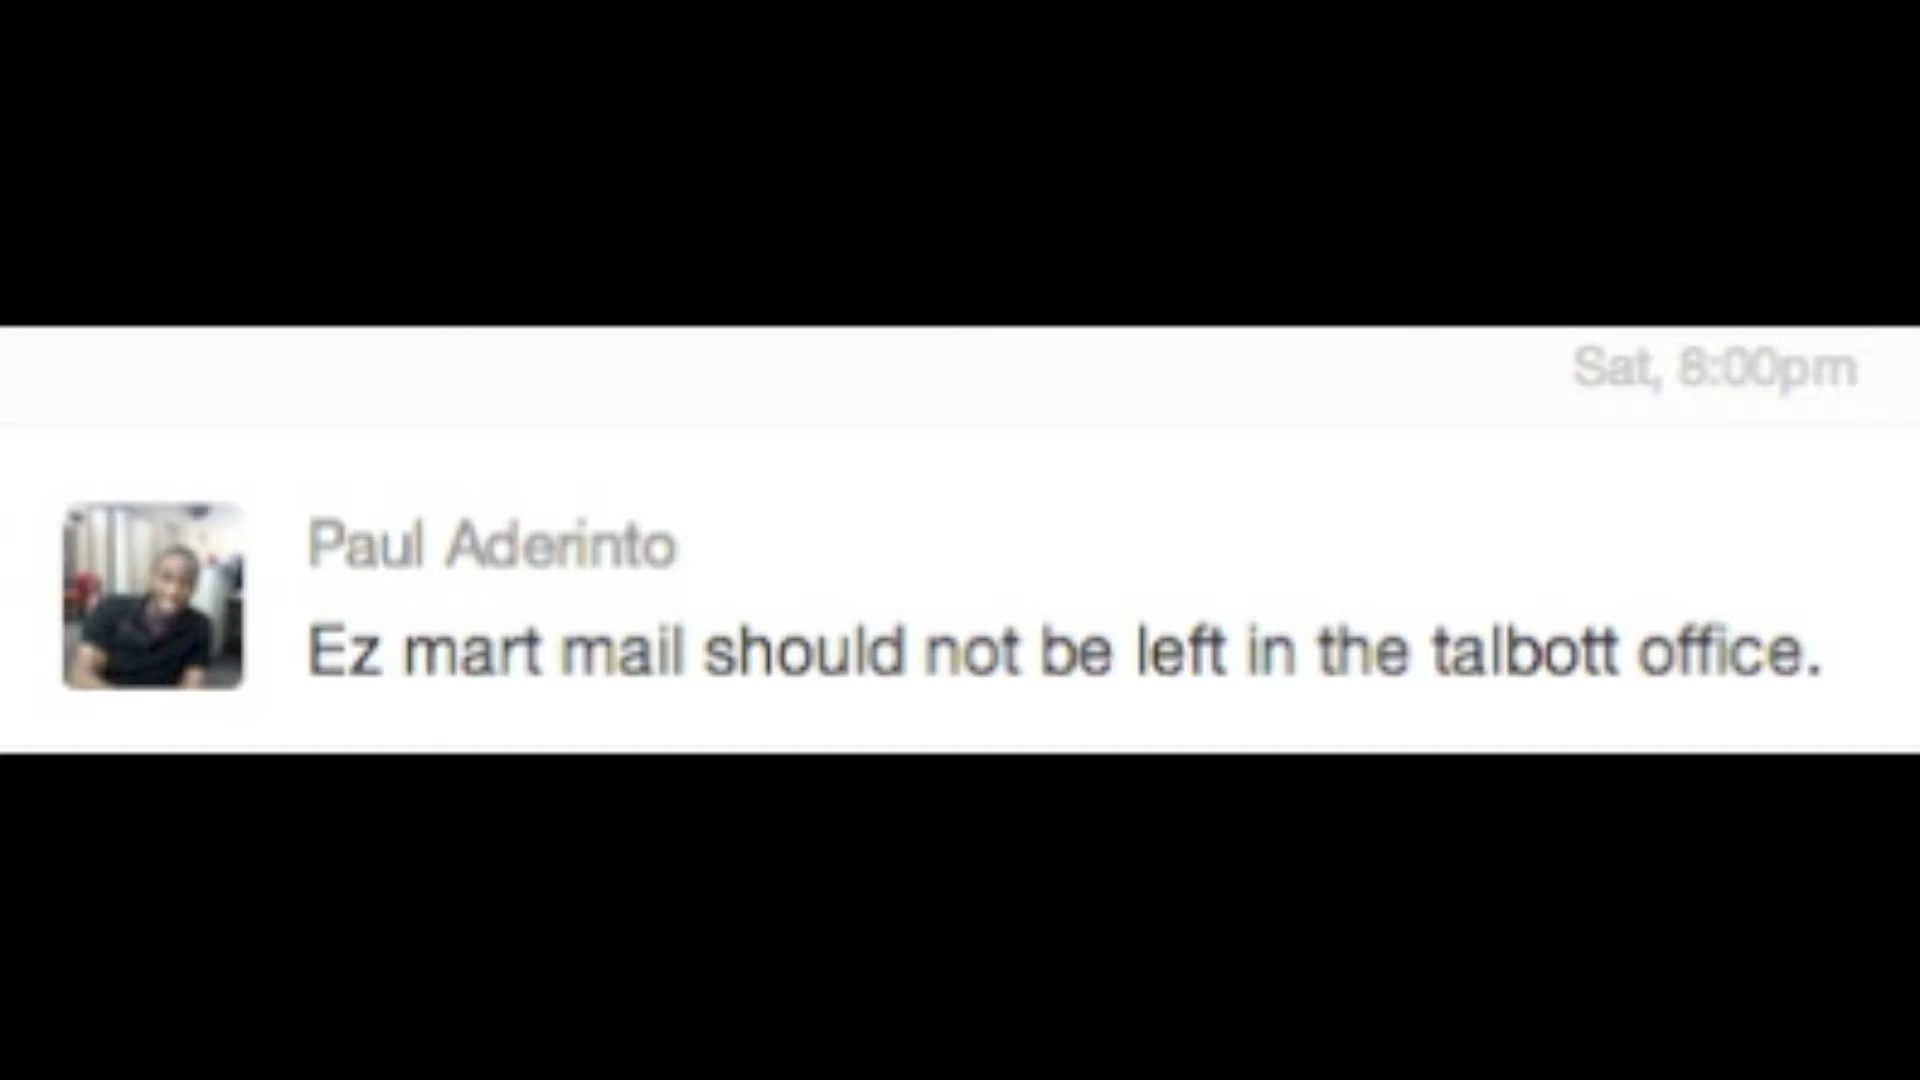 Sat, 8:00pm
Paul Aderinto
Ez mart mail should not be left in the talbott office.